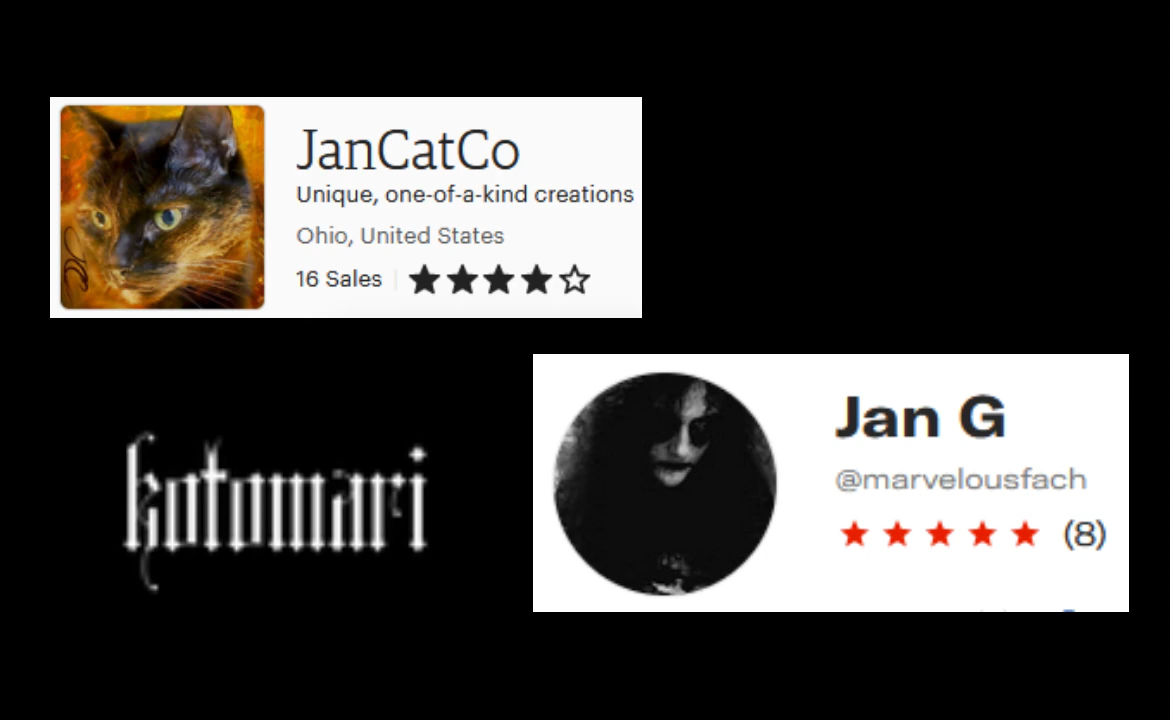 JanCatCo
Unique, one-of-a-kind creations
Ohio, United States
16 Sales
kotomari
Jan G
@marvelousfach
(8)